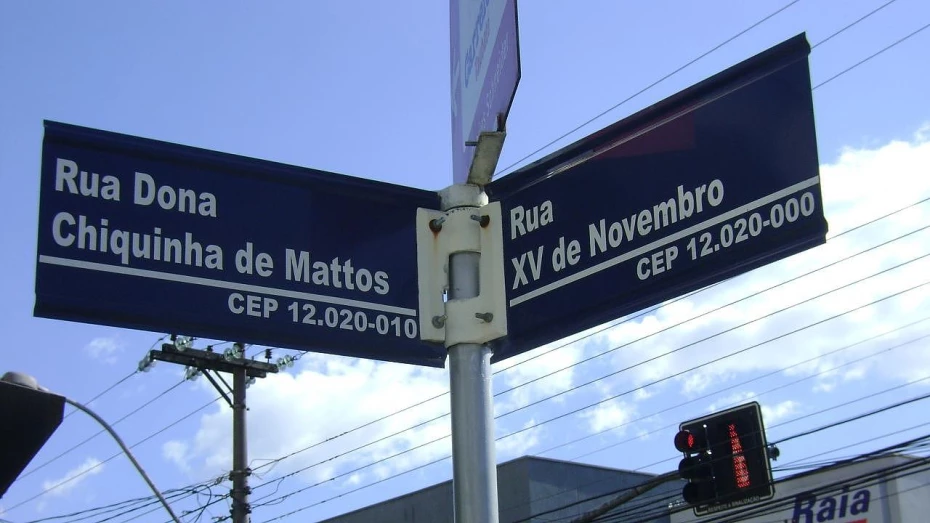 Rua Dona
Chiquinha de Mattos
CEP 12.020-010
Rua
XV de Novembro
CEP 12.020-000
Raia